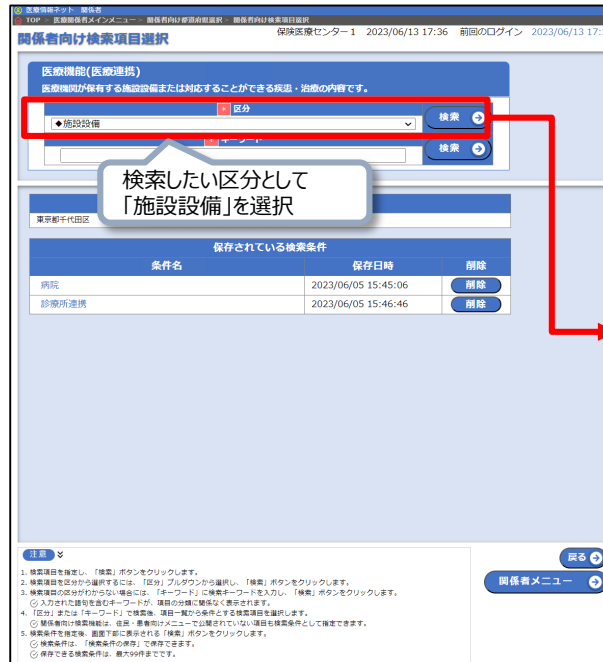 医療情報ネット 関係者
TOP > 医療関係者メインメニュー > 関係者向け都道府県選択 > 関係者向け検索項目選択
関係者向け検索項目選択
保険医療センター1 2023/06/13 17:36 前回のログイン 2023/06/13 17:
医療機能(医療連携)
医療機関が保有する施設設備または対応することができる疾患・治療の内容です。
区分
◆施設設備
検索
キーワード
検索
検索したい区分として
「施設設備」を選択
東京都千代田区
保存されている検索条件
条件名 保存日時 削除
病院 2023/06/05 15:45:06 削除
診療所連携 2023/06/05 15:46:46 削除
注意
戻る
1. 検索項目を指定し、「検索」ボタンをクリックします。
2. 検索項目を区分から選択するには、「区分」プルダウンから選択し、「検索」ボタンをクリックします。
関係者メニュー
3. 検索項目の区分がわからない場合には、「キーワード」に検索キーワードを入力し、「検索」ボタンをクリックします。
入力された語句を含むキーワードが、項目の分類に関係なく表示されます。
4. 「区分」または「キーワード」で検索後、項目一覧から条件とする検索項目を選択します。
関係者向け検索機能は、住民・患者向けメニューで公開されていない項目も検索条件として指定できます。
5. 検索条件を指定後、画面下部に表示される「検索」ボタンをクリックします。
検索条件は、「検索条件の保存」で保存できます。
保存できる検索条件は、最大99件までです。